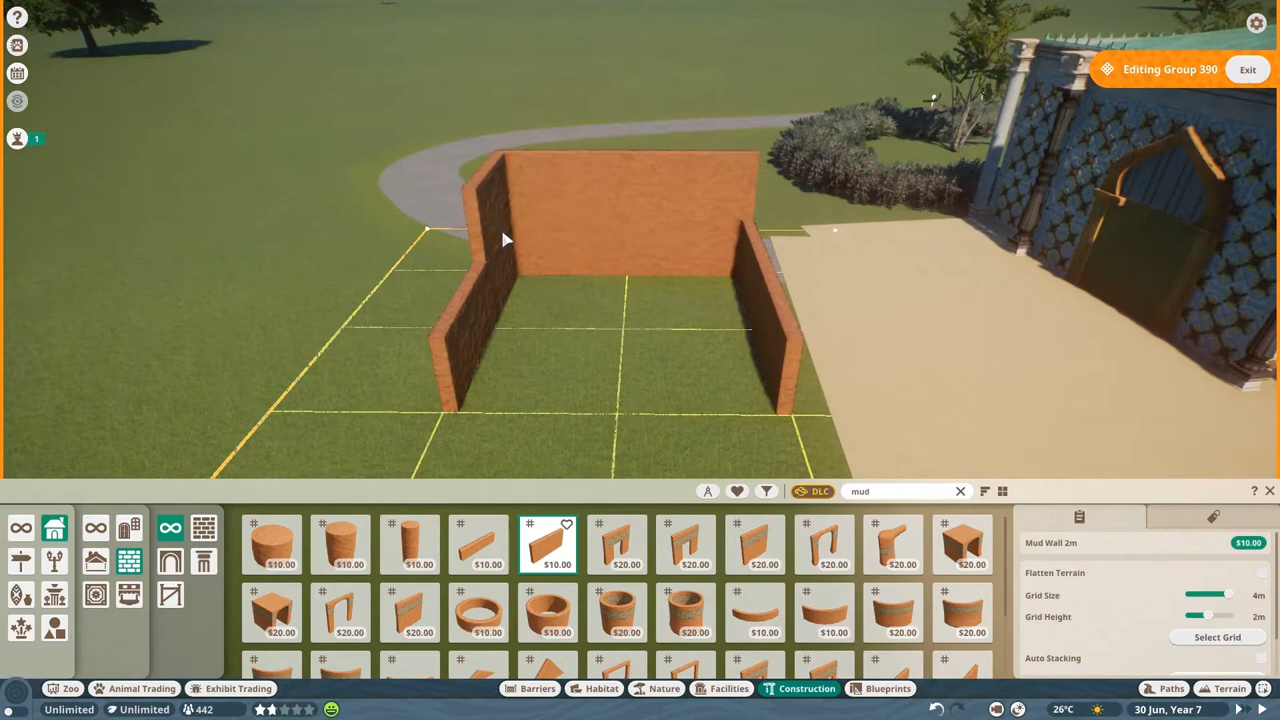 ?
Editing Group 390
Exit
1
DLC
mud
?
$10.00 $10.00 $10.00 $10.00 $10.00 $20.00 $20.00 $20.00 $20.00 $20.00 $20.00
$20.00 $20.00 $20.00 $10.00 $10.00 $20.00 $20.00 $10.00 $10.00 $20.00 $20.00
Mud Wall 2m
$10.00
Flatten Terrain
Grid Size
4m
Grid Height
2m
Select Grid
Auto Stacking
Zoo
Animal Trading
Exhibit Trading
Barriers
Habitat
Nature
Facilities
Construction
Blueprints
Paths
Terrain
Unlimited
Unlimited
442
26°C
30 Jun, Year 7